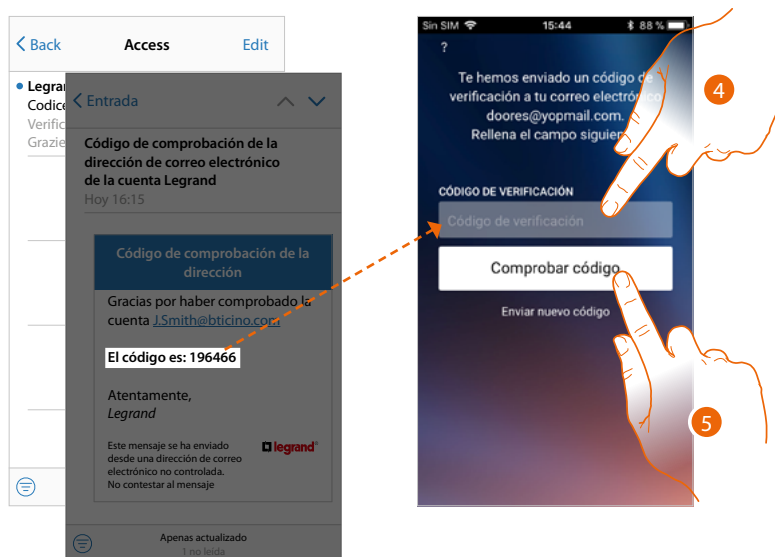 Back
Access
Edit
Legra
Codice
Verific
Grazie
Entrada
Código de comprobación de la
dirección de correo electrónico
de la cuenta Legrand
Hoy 16:15
Código de comprobación de la
dirección
Gracias por haber comprobado la
cuenta J.Smith@bticino.com
El código es: 196466
Atentamente,
Legrand
Este mensaje se ha enviado
desde una dirección de correo
electrónico no controlada.
No contestar al mensaje
legrand®
Apenas actualizado
1 no leida
Sin SIM
15:44
88 %
?
Te hemos enviado un código de
verificación a tu correo electrónico
doores@yopmail.com.
Rellena el campo siguien
CÓDIGO DE VERIFICACIÓN
Código de verificación
Comprobar código
Enviar nuevo código
4
5